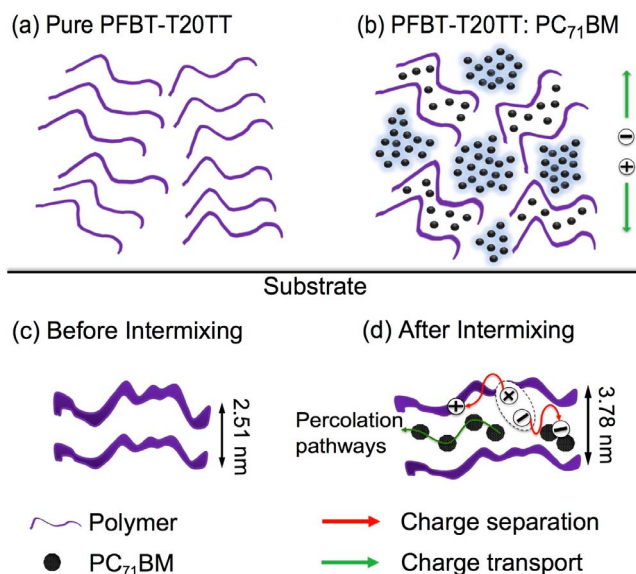 (a) Pure PFBT-T20TT
(b) PFBT-T20TT: PC₇₁BM
−
+
Substrate
(c) Before Intermixing
(d) After Intermixing
2.51 nm
+
+
−
−
3.78 nm
Percolation
pathways
Polymer
PC₇₁BM
Charge separation
Charge transport